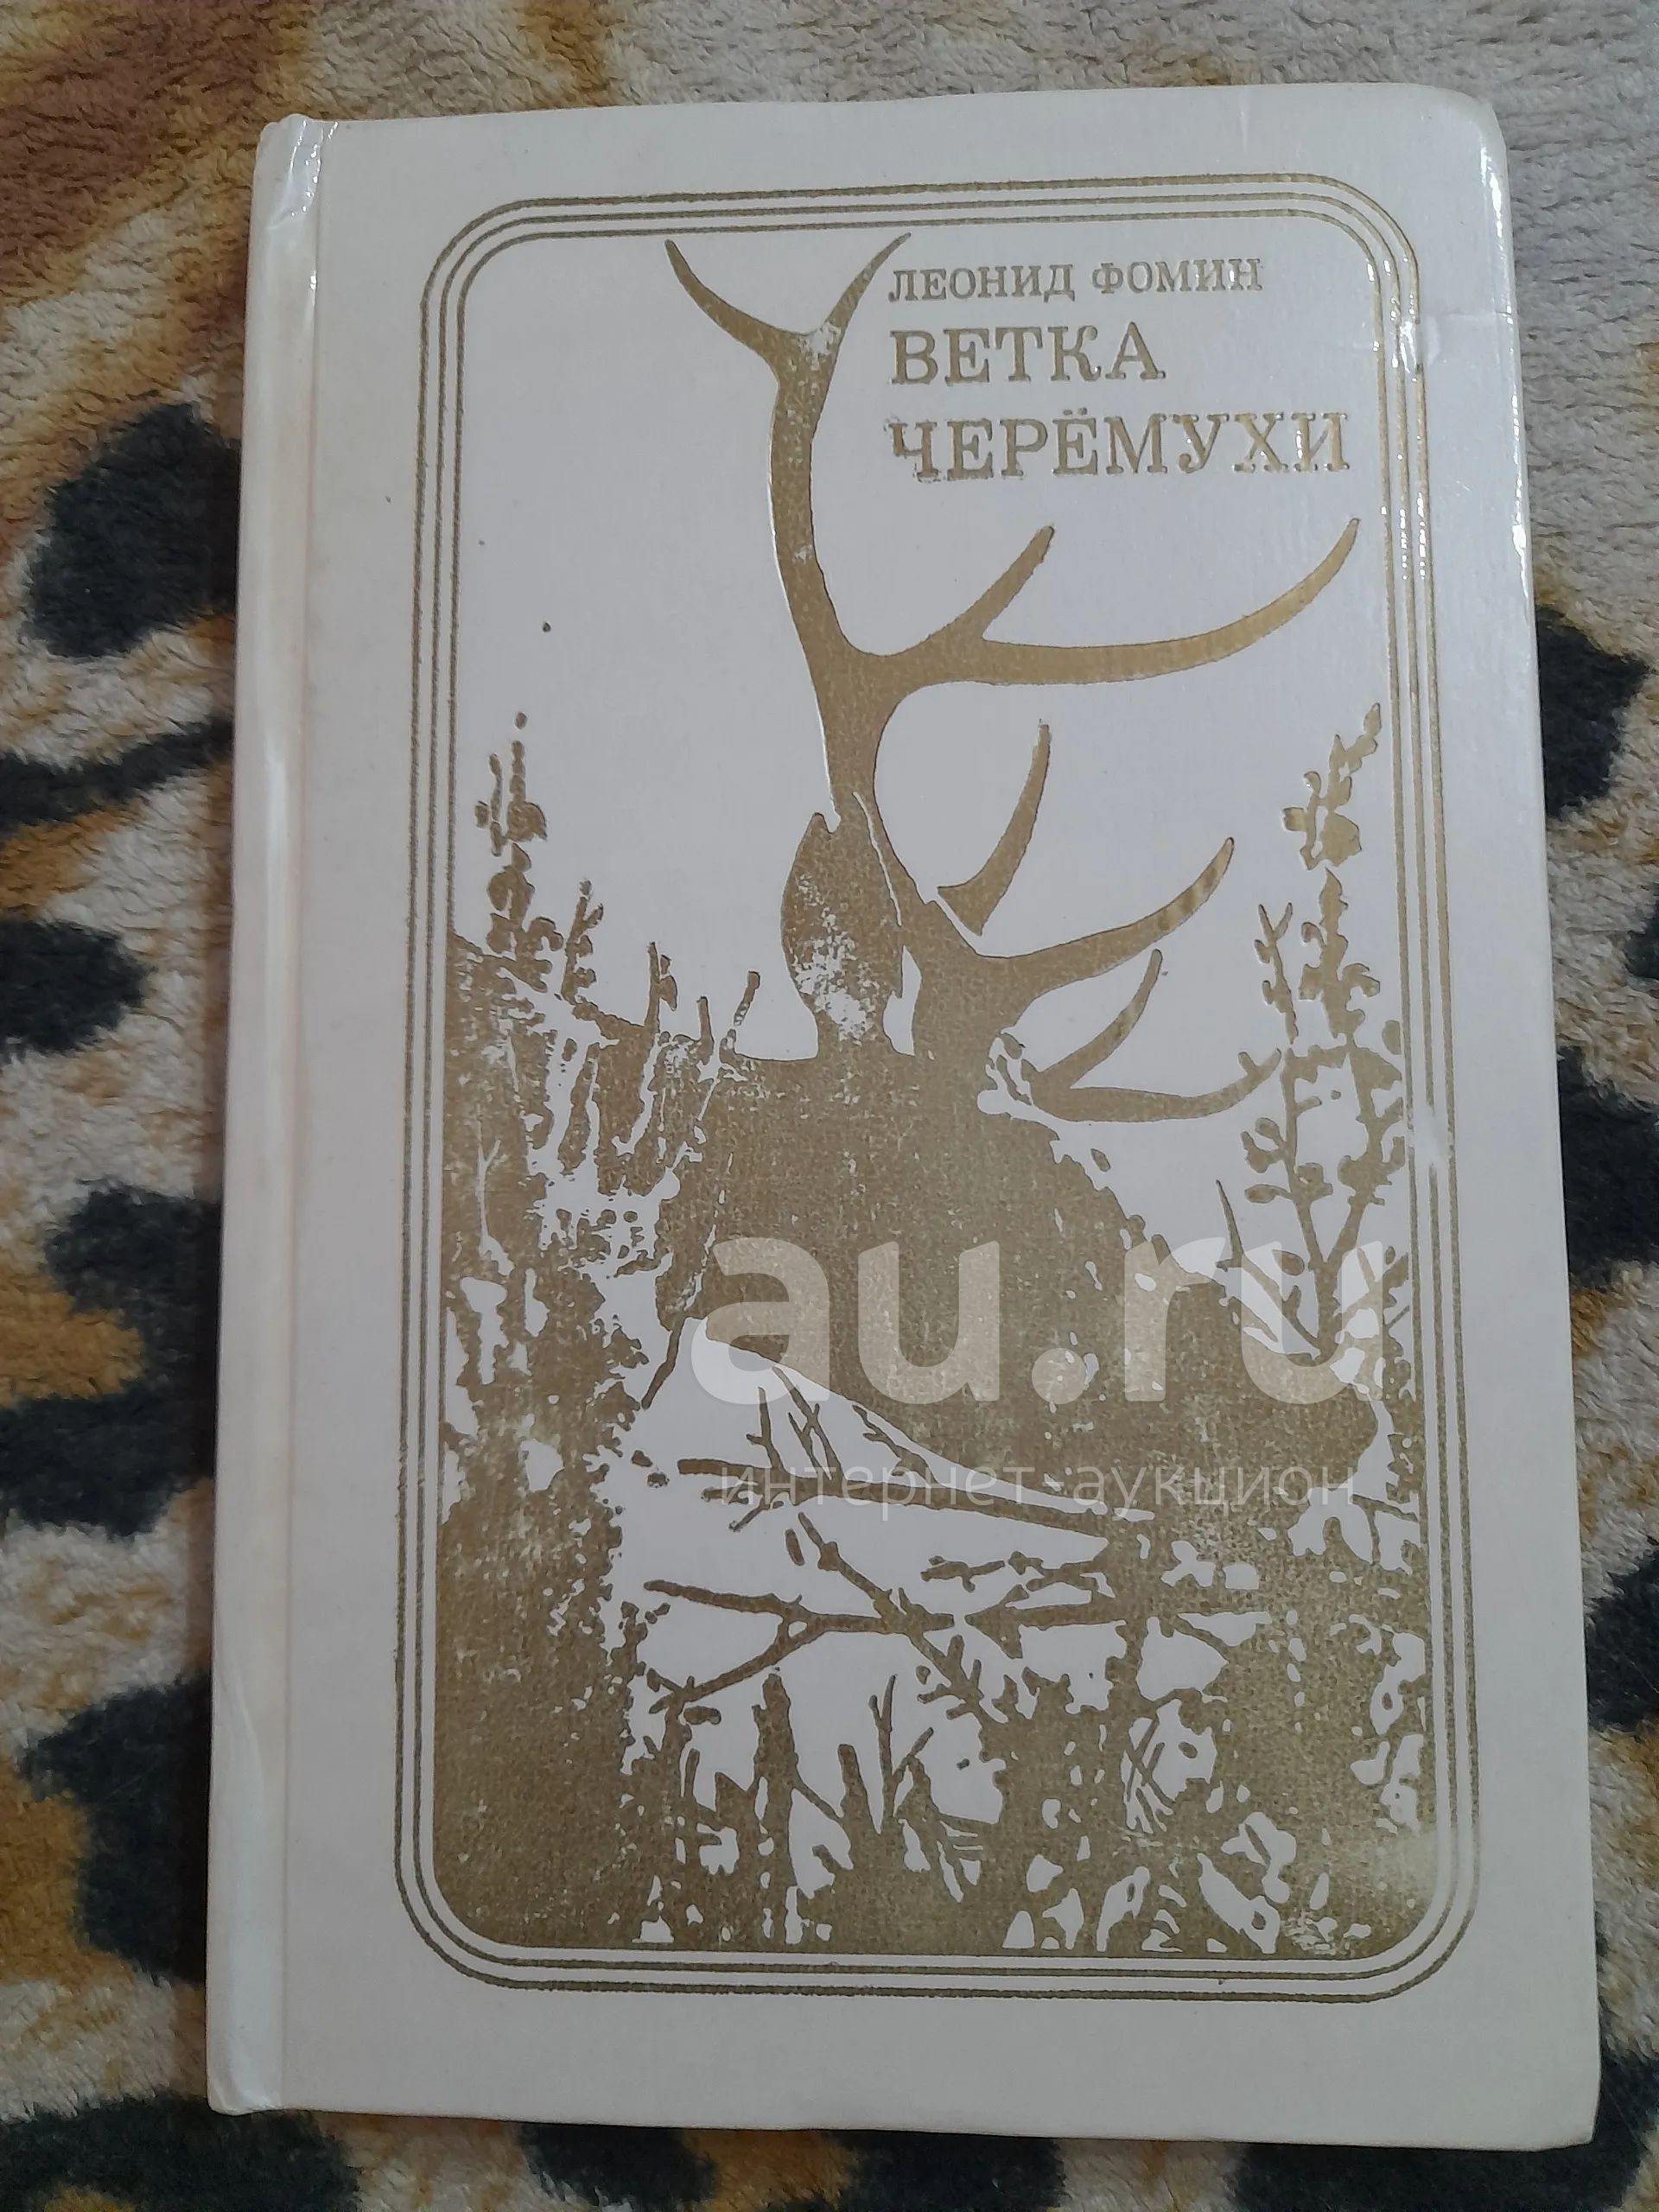 ЛЕОНИД ФОМИН
ВЕТКА
ЧЕРЁМУХИ
au.ru
интернет-аукцион